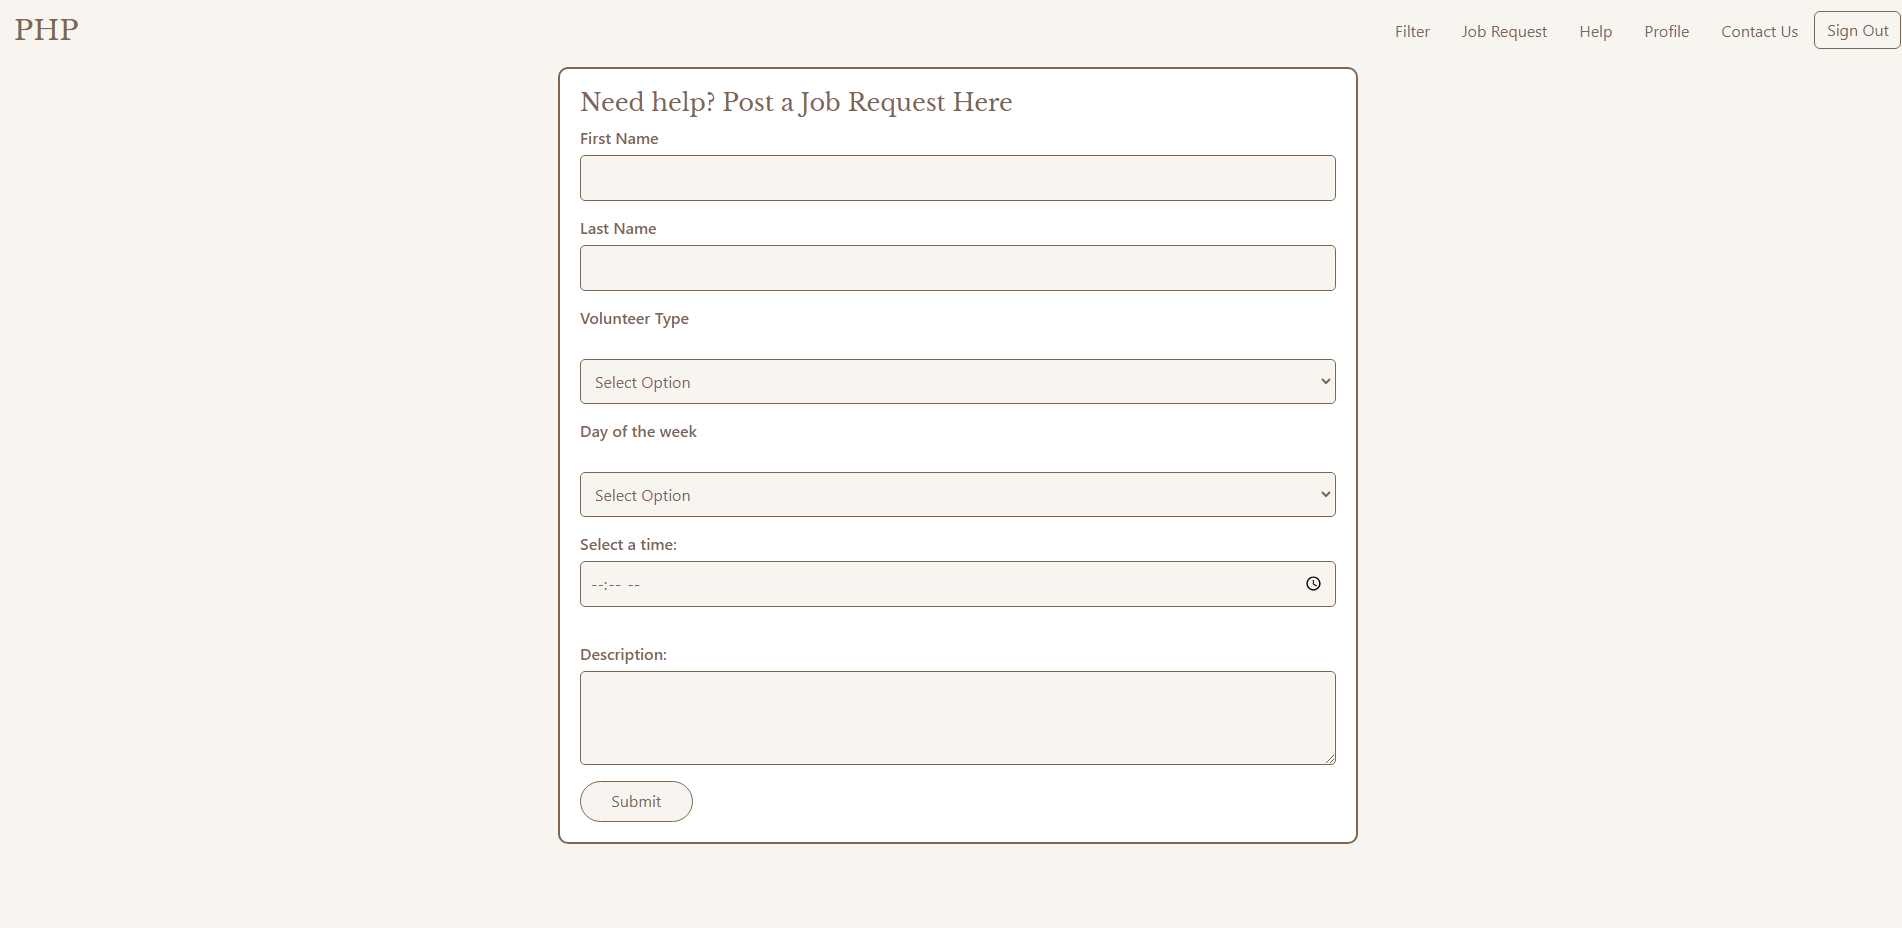 PHP
Filter Job Request Help Profile Contact Us Sign Out
Need help? Post a Job Request Here
First Name
Last Name
Volunteer Type
Select Option
Day of the week
Select Option
Select a time:
--:-- --
Description:
Submit